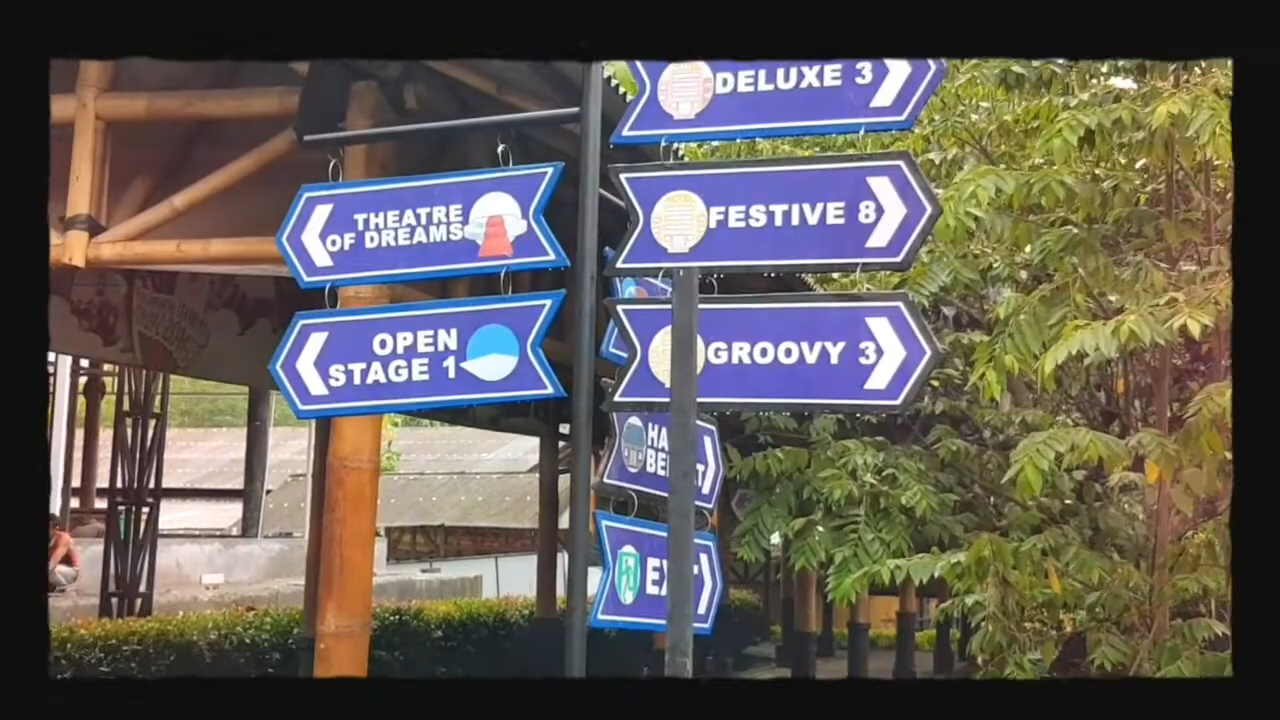 THEATRE
OF DREAMS
OPEN
STAGE 1
DELUXE 3
FESTIVE 8
GROOVY 3